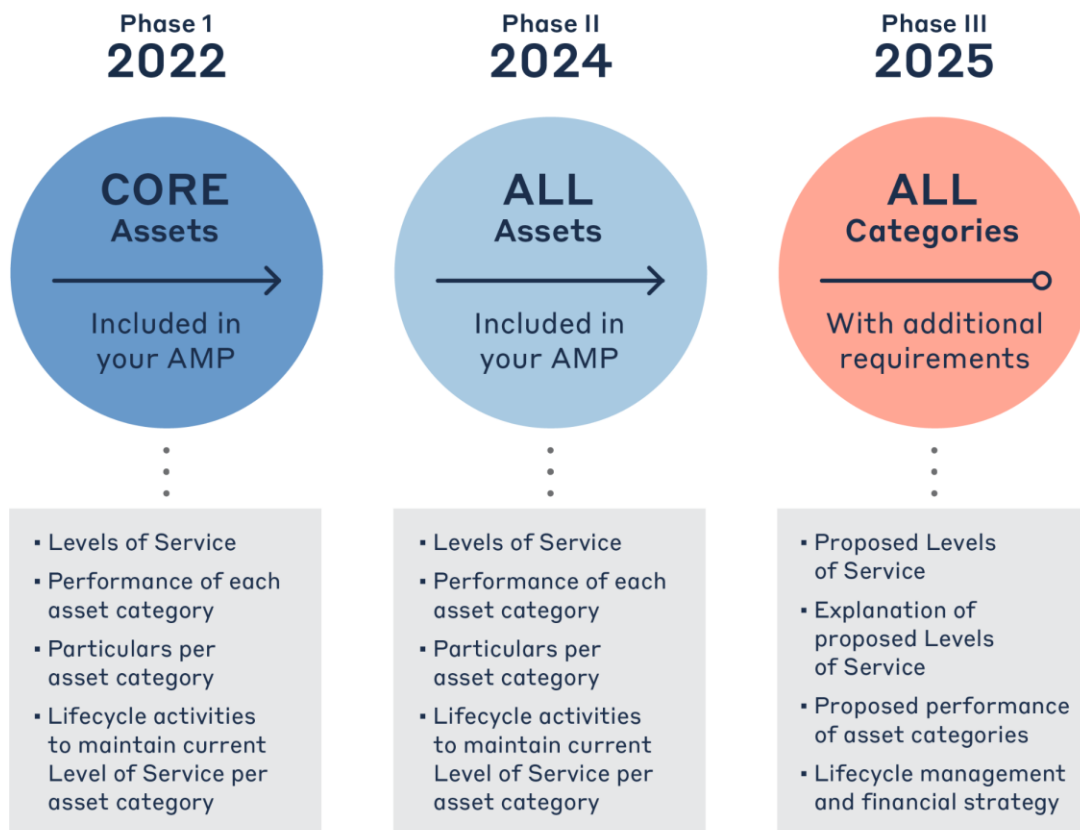 Phase 1
2022
CORE
Assets
Included in
your AMP
▪ Levels of Service
▪ Performance of each
asset category
▪ Particulars per
asset category
▪ Lifecycle activities
to maintain current
Level of Service per
asset category
Phase II
2024
ALL
Assets
Included in
your AMP
▪ Levels of Service
▪ Performance of each
asset category
▪ Particulars per
asset category
▪ Lifecycle activities
to maintain current
Level of Service per
asset category
Phase III
2025
ALL
Categories
With additional
requirements
▪ Proposed Levels
of Service
▪ Explanation of
proposed Levels
of Service
▪ Proposed performance
of asset categories
▪ Lifecycle management
and financial strategy